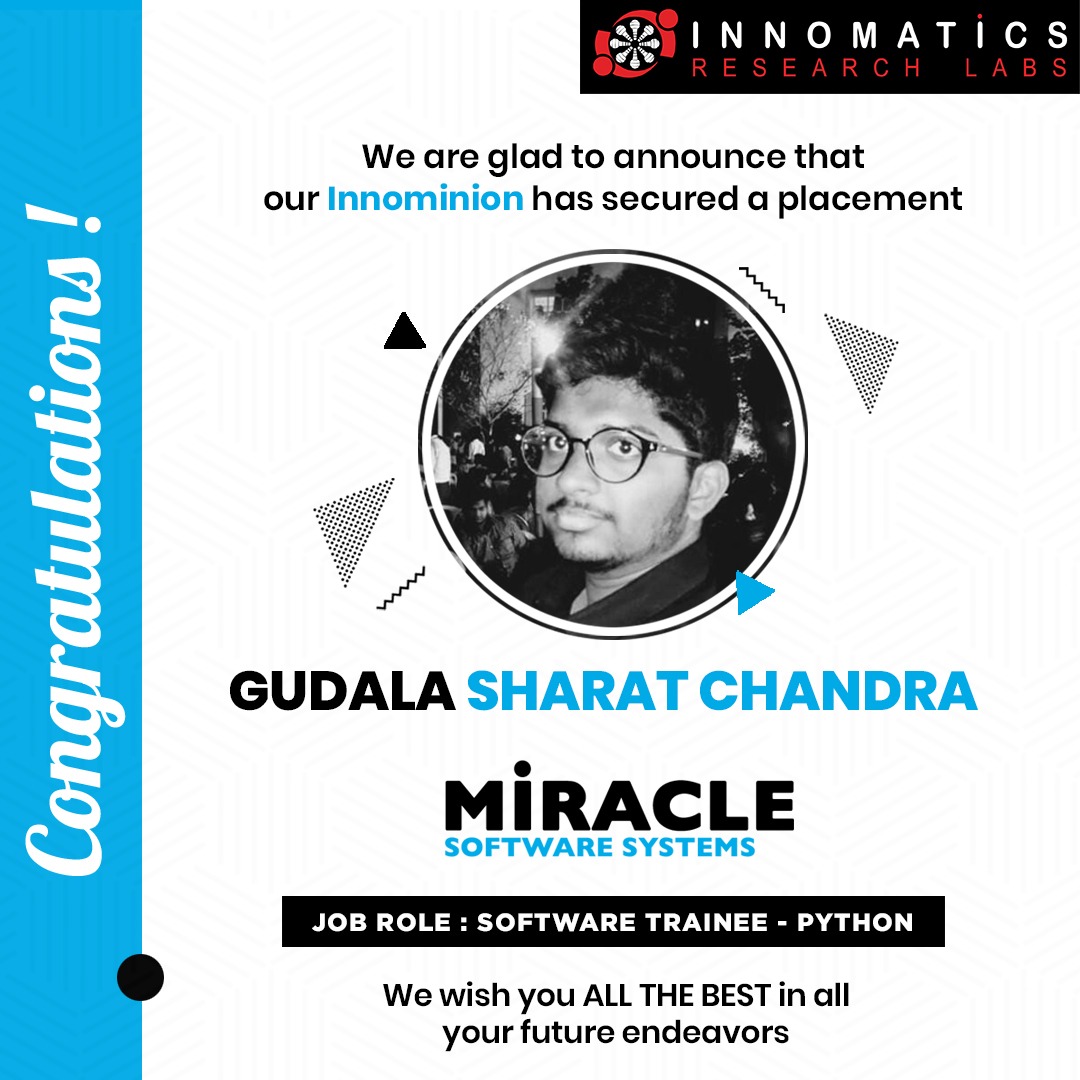 INNOMATICS
RESEARCH LABS
Congratulations !
We are glad to announce that
our Innominion has secured a placement
GUDALA SHARAT CHANDRA
MiRACLE
SOFTWARE SYSTEMS
JOB ROLE : SOFTWARE TRAINEE - PYTHON
We wish you ALL THE BEST in all
your future endeavors